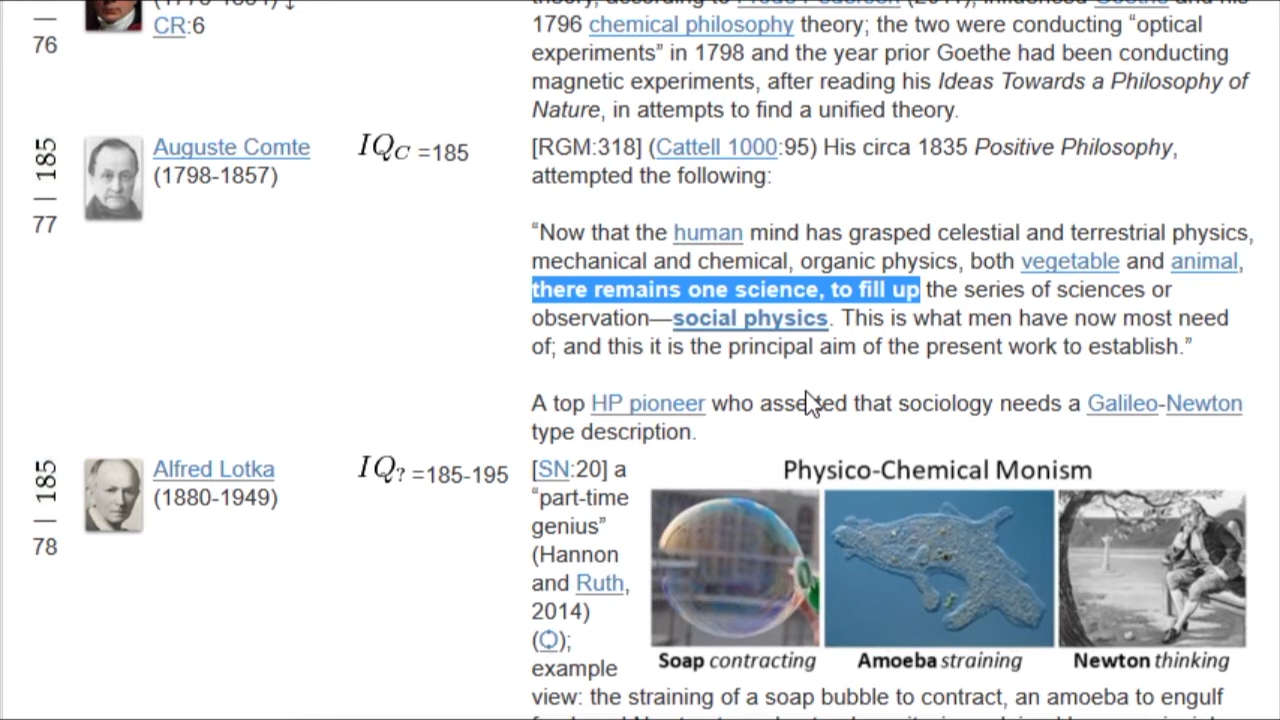 76
CR:6
1796 chemical philosophy theory; the two were conducting “optical
experiments” in 1798 and the year prior Goethe had been conducting
magnetic experiments, after reading his Ideas Towards a Philosophy of
Nature, in attempts to find a unified theory.
185
—
77
Auguste Comte
(1798-1857)
IQC =185
[RGM:318] (Cattell 1000:95) His circa 1835 Positive Philosophy,
attempted the following:
“Now that the human mind has grasped celestial and terrestrial physics,
mechanical and chemical, organic physics, both vegetable and animal,
there remains one science, to fill up the series of sciences or
observation—social physics. This is what men have now most need
of; and this it is the principal aim of the present work to establish.”
A top HP pioneer who asserted that sociology needs a Galileo-Newton
type description.
185
—
78
Alfred Lotka
(1880-1949)
IQ? =185-195
[SN:20] a
“part-time
genius”
(Hannon
and Ruth,
2014)
(Q);
example
Physico-Chemical Monism
Soap contracting
Amoeba straining
Newton thinking
view: the straining of a soap bubble to contract, an amoeba to engulf